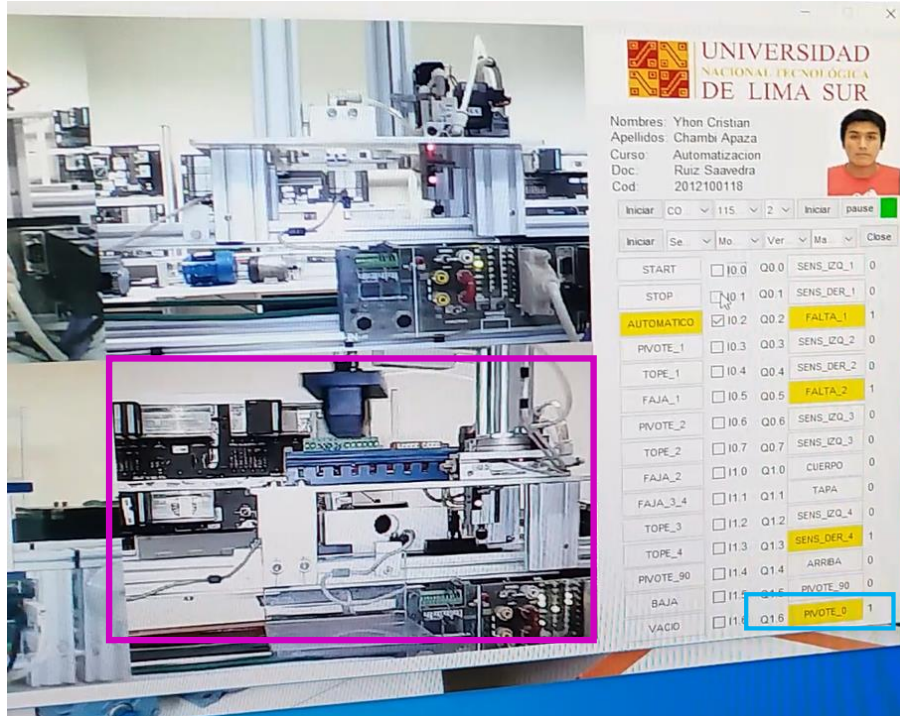 UNIVERSIDAD
NACIONAL TECNOLÓGICA
DE LIMA SUR
Nombres: Yhon Cristian
Apellidos: Chambi Apaza
Curso: Automatizacion
Doc: Ruiz Saavedra
Cod: 2012100118
Iniciar CO... 115... 2 Iniciar pause
Iniciar Se... Mo... Ver... Ma... Close
START I0.0 Q0.0 SENS_IZQ_1 0
STOP I0.1 Q0.1 SENS_DER_1 0
AUTOMATICO I0.2 Q0.2 FALTA_1 1
PIVOTE_1 I0.3 Q0.3 SENS_IZQ_2 0
TOPE_1 I0.4 Q0.4 SENS_DER_2 0
FAJA_1 I0.5 Q0.5 FALTA_2 1
PIVOTE_2 I0.6 Q0.6 SENS_IZQ_3 0
TOPE_2 I0.7 Q0.7 SENS_IZQ_3 0
FAJA_2 I1.0 Q1.0 CUERPO 0
FAJA_3_4 I1.1 Q1.1 TAPA 0
TOPE_3 I1.2 Q1.2 SENS_IZQ_4 0
TOPE_4 I1.3 Q1.3 SENS_DER_4 1
PIVOTE_90 I1.4 Q1.4 ARRIBA 0
BAJA I1.5 Q1.5 PIVOTE_90 0
VACIO I1.6 Q1.6 PIVOTE_0 1